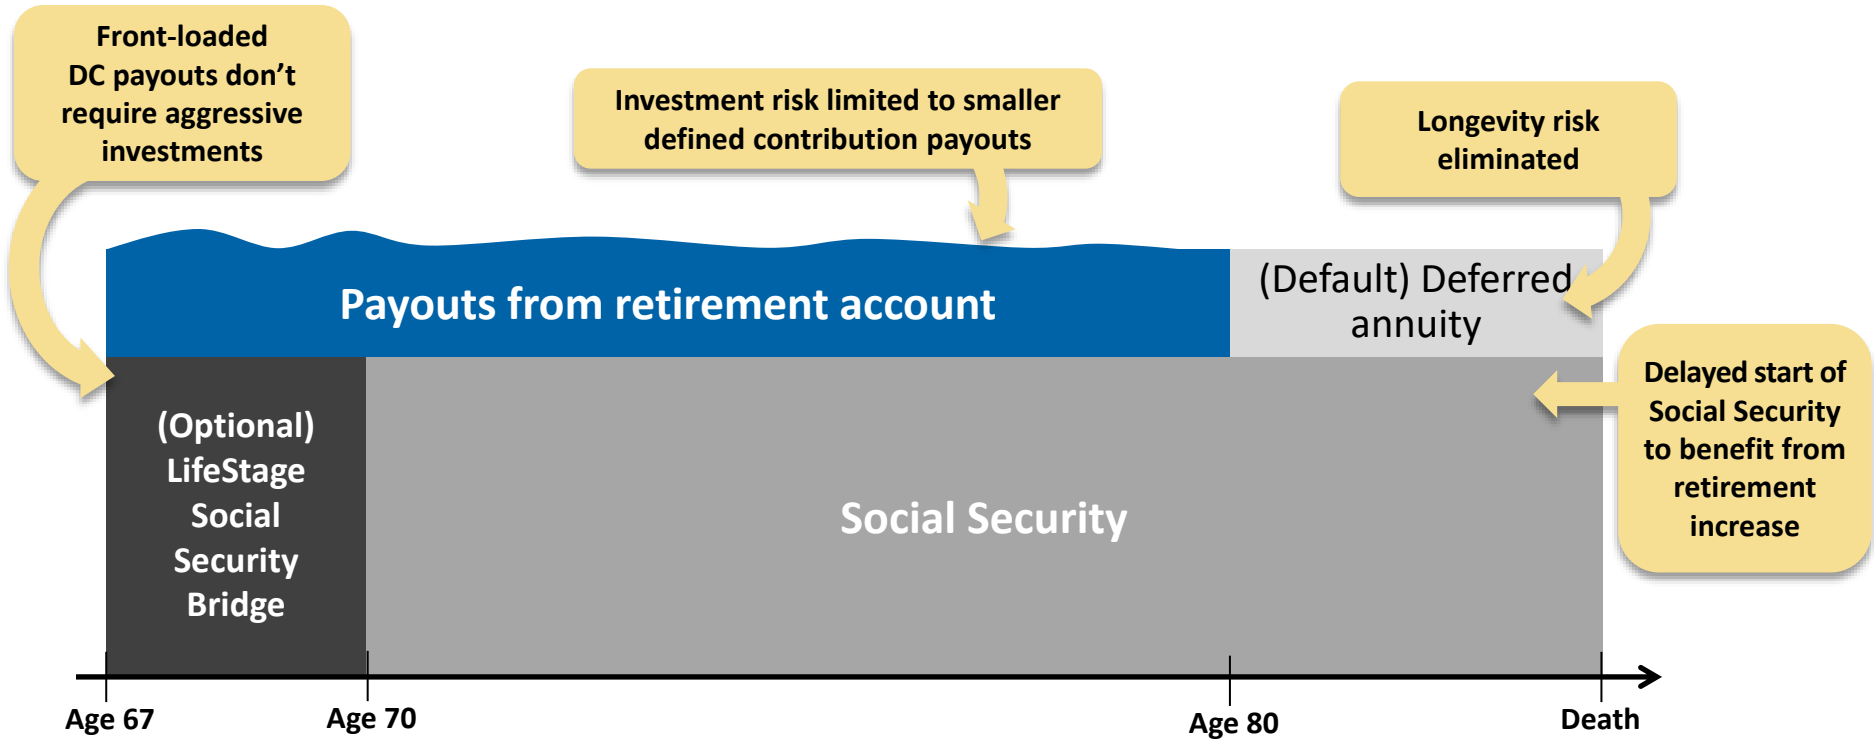 Front-loaded
DC payouts don’t
require aggressive
investments
Investment risk limited to smaller
defined contribution payouts
Longevity risk
eliminated
Payouts from retirement account
(Default) Deferred
annuity
Delayed start of
Social Security
to benefit from
retirement
increase
(Optional)
LifeStage
Social
Security
Bridge
Social Security
Age 67
Age 70
Age 80
Death